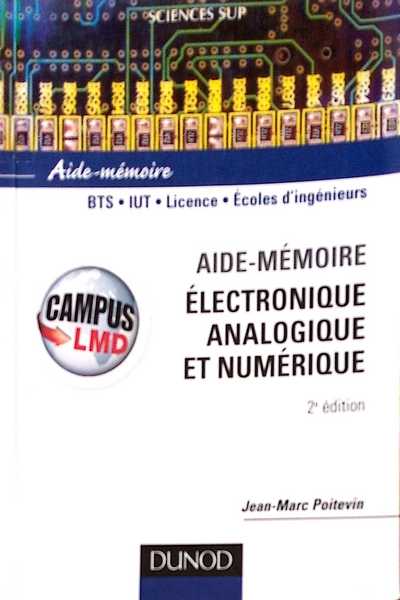 SCIENCES SUP
Aide-mémoire
BTS • IUT • Licence • Écoles d'ingénieurs
AIDE-MÉMOIRE
ÉLECTRONIQUE
ANALOGIQUE
ET NUMÉRIQUE
2e édition
CAMPUS
LMD
Jean-Marc Poitevin
DUNOD